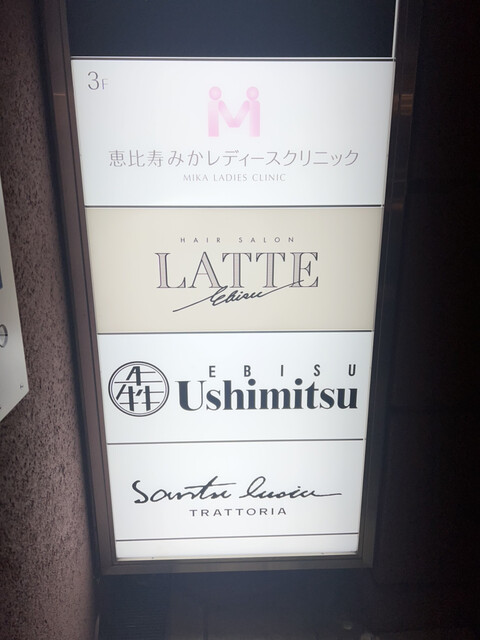 3F
恵比寿みかレディースクリニック
MIKA LADIES CLINIC
HAIR SALON
LATTE
Ebisu
EBISU
Ushimitsu
Santa lucia
TRATTORIA